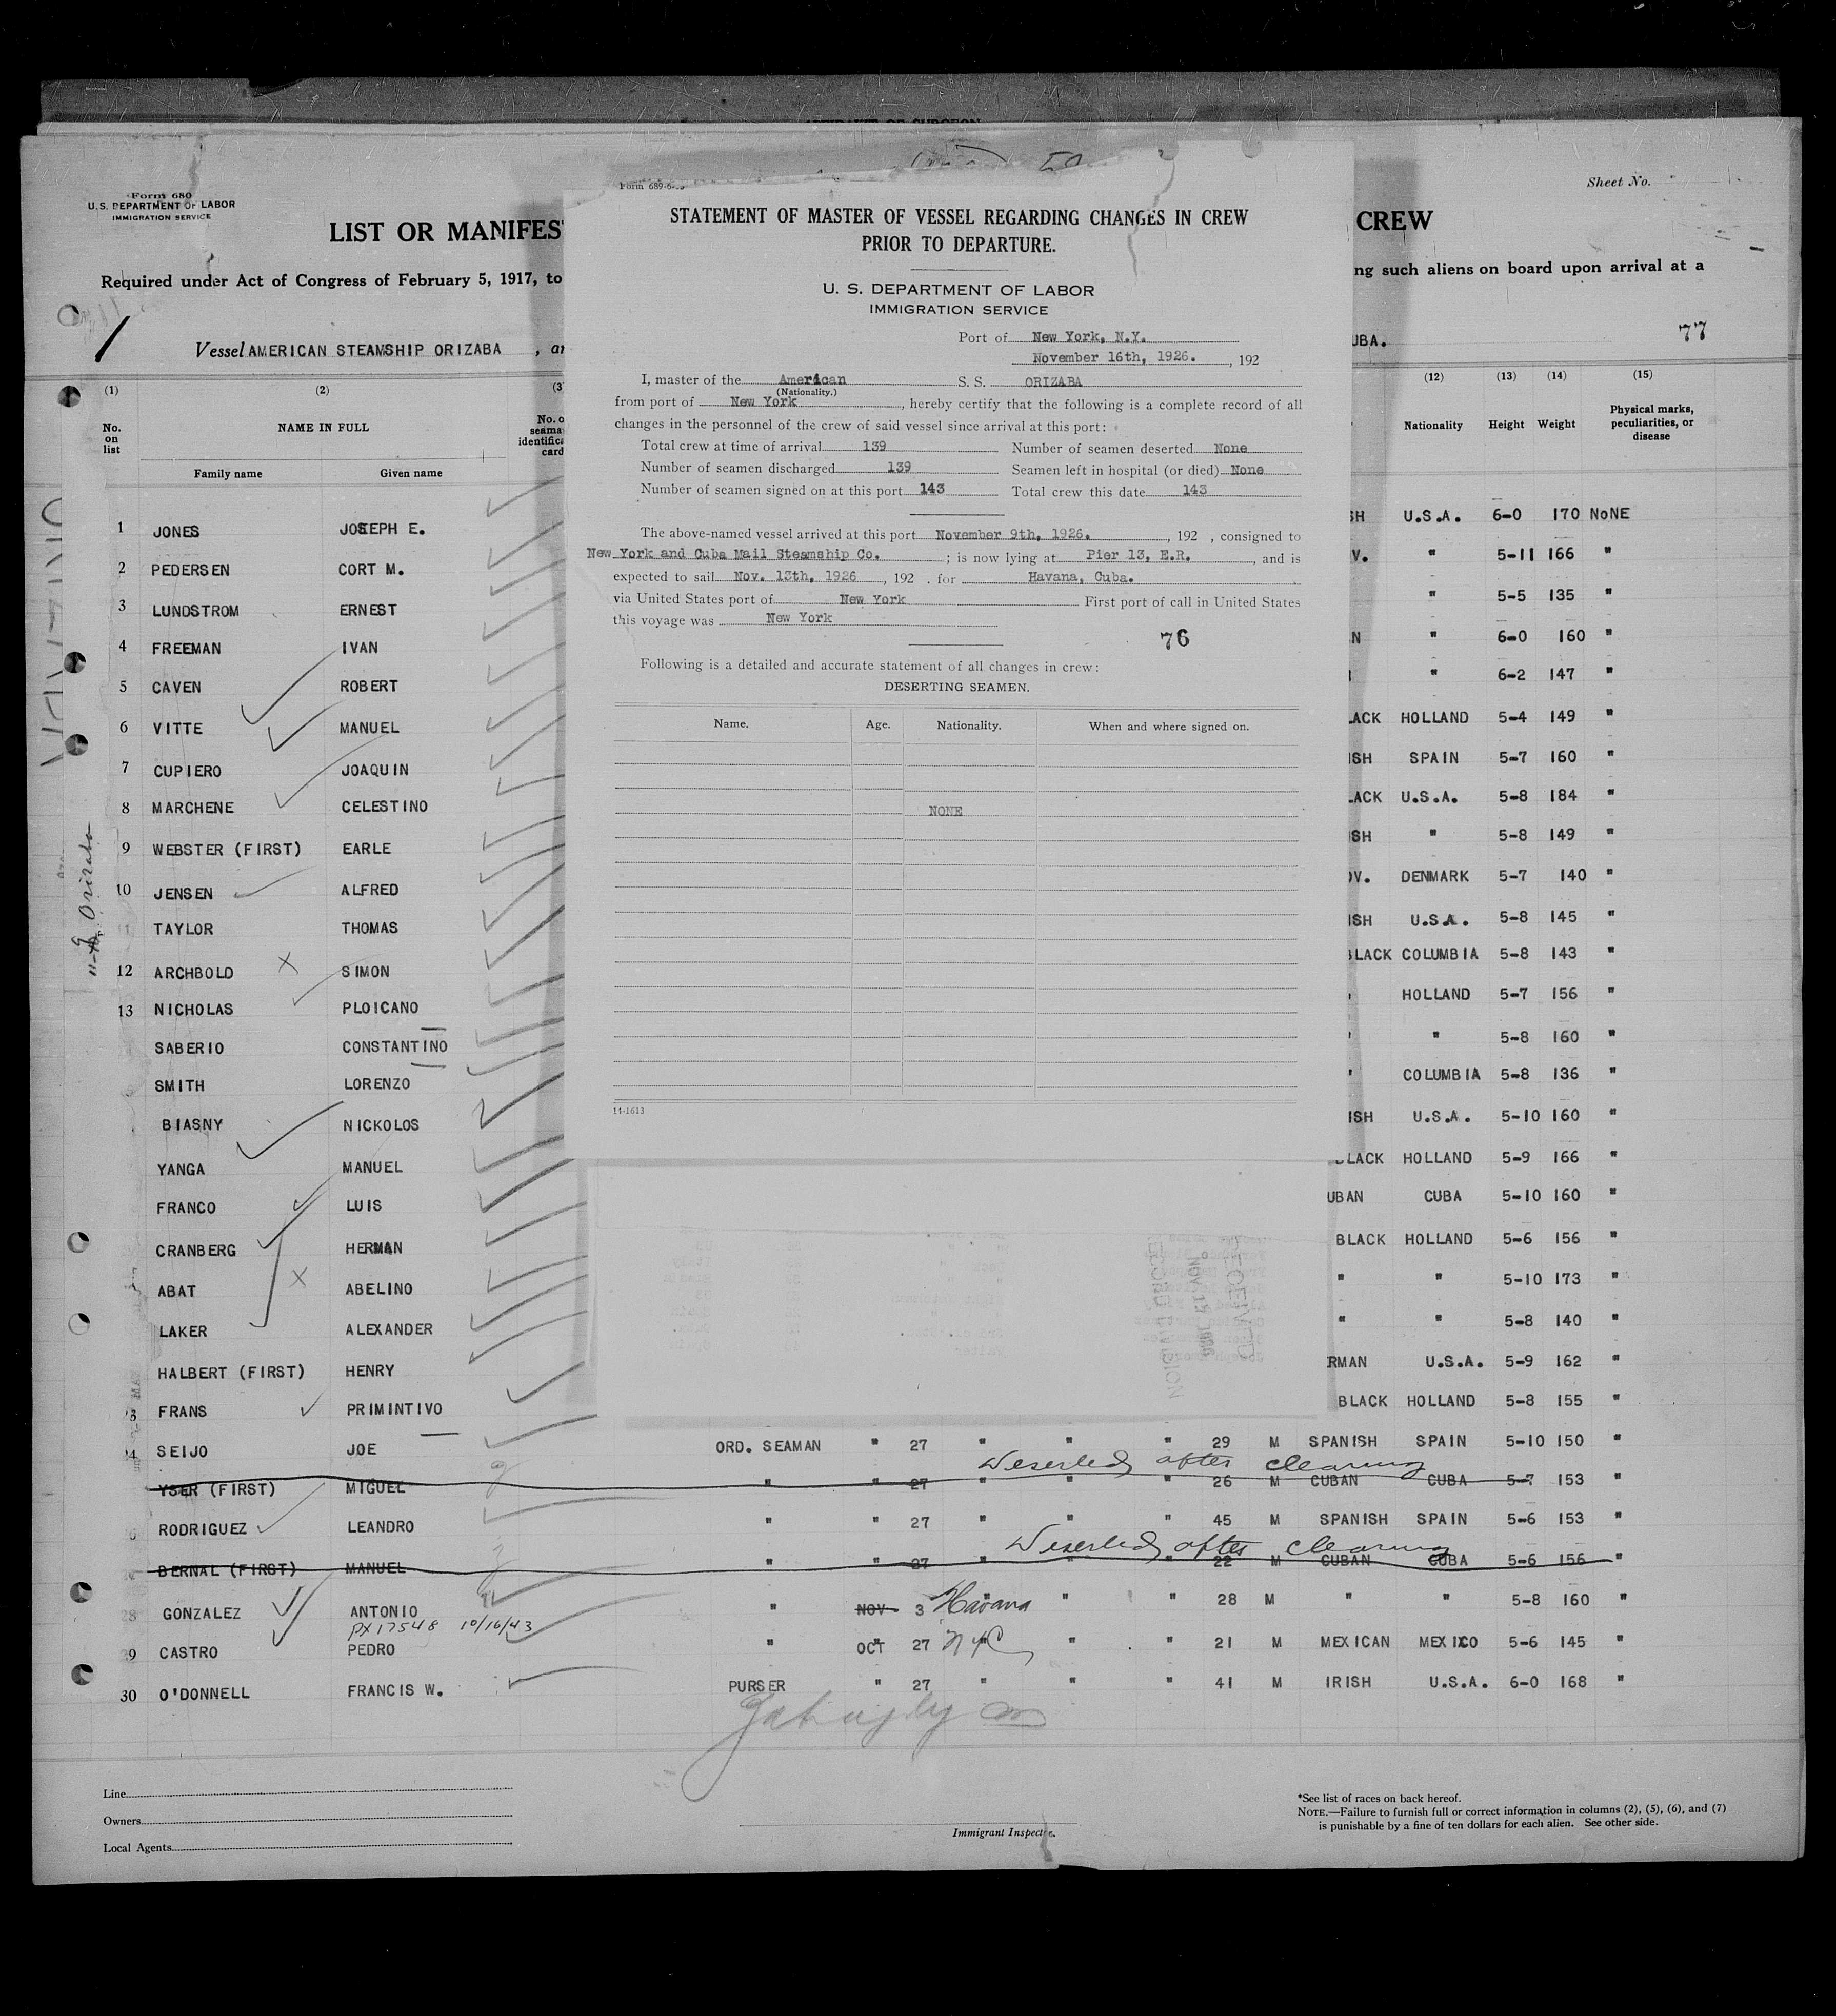 Form 680
U.S. DEPARTMENT OF LABOR
IMMIGRATION SERVICE
Sheet No.
LIST OR MANIFES
CREW
Required under Act of Congress of February 5, 1917, to
ng such aliens on board upon arrival at a
Vessel AMERICAN STEAMSHIP ORIZABA , ar
UBA.
77
Form 689-6-
STATEMENT OF MASTER OF VESSEL REGARDING CHANGES IN CREW
PRIOR TO DEPARTURE.
U. S. DEPARTMENT OF LABOR
IMMIGRATION SERVICE
Port of New York, N.Y.
November 16th, 1926. , 192
I, master of the American S. S. ORIZABA
(Nationality.)
from port of New York , hereby certify that the following is a complete record of all
changes in the personnel of the crew of said vessel since arrival at this port:
Total crew at time of arrival 139 Number of seamen deserted None
Number of seamen discharged 139 Seamen left in hospital (or died) None
Number of seamen signed on at this port 143 Total crew this date 143
The above-named vessel arrived at this port November 9th, 1926. , 192 , consigned to
New York and Cuba Mail Steamship Co. ; is now lying at Pier 13, E.R. , and is
expected to sail Nov. 13th, 1926 , 192 . for Havana, Cuba.
via United States port of New York First port of call in United States
this voyage was New York
76
Following is a detailed and accurate statement of all changes in crew:
DESERTING SEAMEN.
Name. Age. Nationality. When and where signed on.
NONE
14-1613
(1) (2) (3 (12) (13) (14) (15)
No. on list NAME IN FULL No. o seama identifica card Nationality Height Weight Physical marks, peculiarities, or disease
Family name Given name
1 JONES JOSEPH E. SH U.S.A. 6-0 170 NONE
2 PEDERSEN CORT M. V. " 5-11 166 "
3 LUNDSTROM ERNEST " 5-5 135 "
4 FREEMAN IVAN N " 6-0 160 "
5 CAVEN ROBERT " 6-2 147 "
6 VITTE MANUEL LACK HOLLAND 5-4 149 "
7 CUPIERO JOAQUIN ISH SPAIN 5-7 160 "
8 MARCHENE CELESTINO LACK U.S.A. 5-8 184 "
9 WEBSTER (FIRST) EARLE SH " 5-8 149 "
10 JENSEN ALFRED OV. DENMARK 5-7 140 "
11 TAYLOR THOMAS ISH U.S.A. 5-8 145 "
12 ARCHBOLD SIMON BLACK COLUMBIA 5-8 143 "
13 NICHOLAS PLOICANO " HOLLAND 5-7 156 "
SABERIO CONSTANTINO " " 5-8 160 "
SMITH LORENZO " COLUMBIA 5-8 136 "
BIASNY NICKOLOS ISH U.S.A. 5-10 160 "
YANGA MANUEL BLACK HOLLAND 5-9 166 "
FRANCO LUIS UBAN CUBA 5-10 160 "
CRANBERG HERMAN BLACK HOLLAND 5-6 156 "
ABAT ABELINO " " 5-10 173 "
LAKER ALEXANDER " " 5-8 140 "
HALBERT (FIRST) HENRY RMAN U.S.A. 5-9 162 "
3 FRANS PRIMINTIVO BLACK HOLLAND 5-8 155 "
4 SEIJO JOE ORD. SEAMAN " 27 " " " 29 M SPANISH SPAIN 5-10 150 "
Deserted after clearing
YSER (FIRST) MIGUEL " " 27 " " " 26 M CUBAN CUBA 5-7 153 "
RODRIGUEZ LEANDRO " " 27 " " " 45 M SPANISH SPAIN 5-6 153 "
Deserted after clearing
BERNAL (FIRST) MANUEL " " 27 " " " 22 M CUBAN CUBA 5-6 156 "
28 GONZALEZ ANTONIO " NOV 3 Havana " " 28 M " " 5-8 160 "
PX17548 10/16/43
29 CASTRO PEDRO " OCT 27 NYC " " 21 M MEXICAN MEXICO 5-6 145 "
30 O'DONNELL FRANCIS W. PURSER " 27 " " " 41 M IRISH U.S.A. 6-0 168 "
Orizaba
Line
Owners
Local Agents
Immigrant Inspector.
*See list of races on back hereof.
NOTE.—Failure to furnish full or correct information in columns (2), (5), (6), and (7)
is punishable by a fine of ten dollars for each alien. See other side.